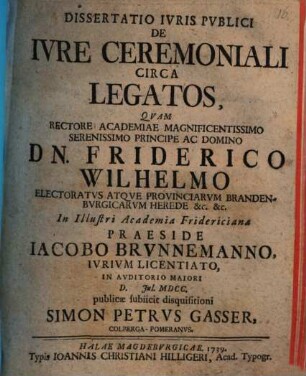 DISSERTATIO IVRIS PVBLICI
DE
IVRE CEREMONIALI
CIRCA
LEGATOS,
QVAM
RECTORE ACADEMIAE MAGNIFICENTISSIMO
SERENISSIMO PRINCIPE AC DOMINO
DN. FRIDERICO
WILHELMO
ELECTORATVS ATQVE PROVINCIARVM BRANDEN-
BVRGICARVM HEREDE &c. &c.
In Illustri Academia Fridericiana
PRAESIDE
IACOBO BRVNNEMANNO,
IVRIVM LICENTIATO,
IN AVDITORIO MAIORI
D. Jul. MDCC,
publicae subiicit disquisitioni
SIMON PETRVS GASSER,
COLBERGA-POMERANVS.
HALAE MAGDEBVRGICAE, 1739.
Typis IOANNIS CHRISTIANI HILLIGERI, Acad. Typogr.